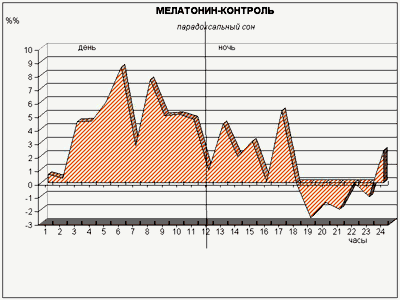 МЕЛАТОНИН-КОНТРОЛЬ
парадоксальный сон
%%
день
ночь
10
9
8
7
6
5
4
3
2
1
0
-1
-2
-3
1 2 3 4 5 6 7 8 9 10 11 12 13 14 15 16 17 18 19 20 21 22 23 24
часы